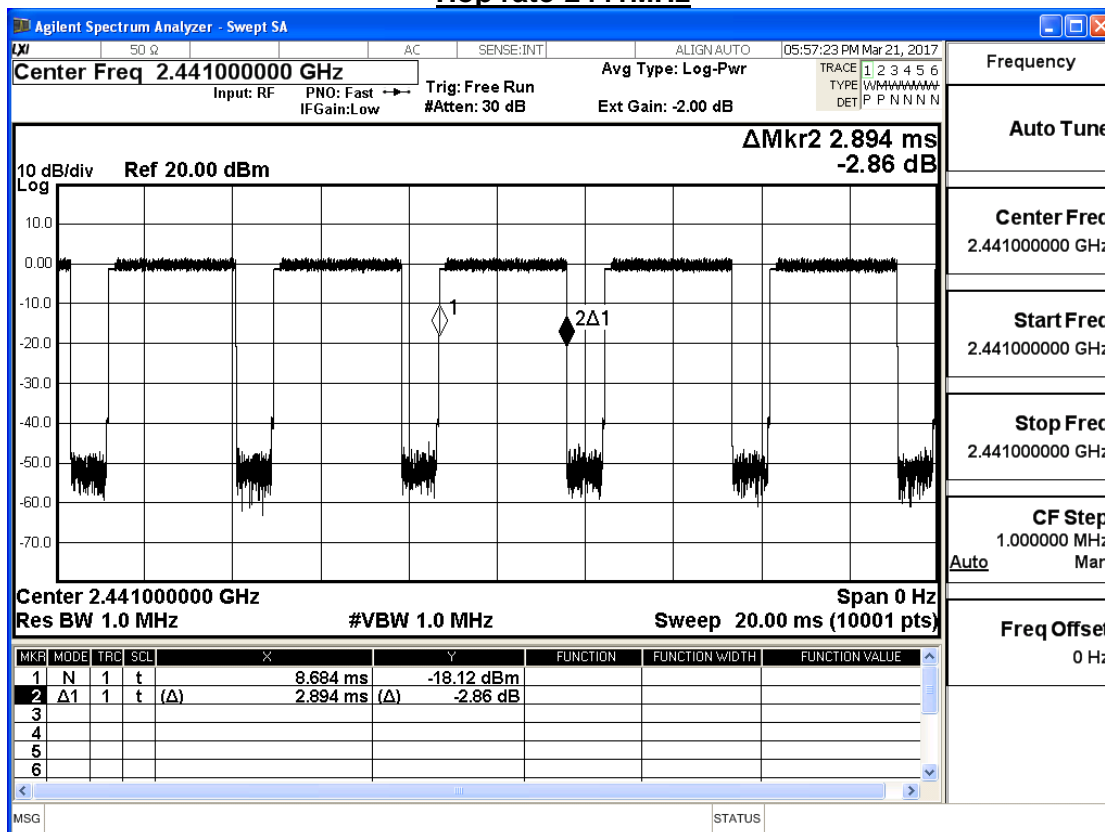 Hop rate 2441MHz
Agilent Spectrum Analyzer - Swept SA
LXI 50 Ω AC SENSE:INT ALIGN AUTO 05:57:23 PM Mar 21, 2017
Center Freq 2.441000000 GHz
Input: RF PNO: Fast
IFGain:Low
Trig: Free Run
#Atten: 30 dB
Avg Type: Log-Pwr
Ext Gain: -2.00 dB
TRACE 1 2 3 4 5 6
TYPE WMWWWWW
DET P P N N N N
ΔMkr2 2.894 ms
-2.86 dB
10 dB/div Ref 20.00 dBm
Log
10.0
0.00
-10.0
-20.0
-30.0
-40.0
-50.0
-60.0
-70.0
1
2Δ1
Center 2.441000000 GHz Span 0 Hz
Res BW 1.0 MHz #VBW 1.0 MHz Sweep 20.00 ms (10001 pts)
MKR MODE TRC SCL X Y FUNCTION FUNCTION WIDTH FUNCTION VALUE
1 N 1 t 8.684 ms -18.12 dBm
2 Δ1 1 t (Δ) 2.894 ms (Δ) -2.86 dB
3
4
5
6
MSG STATUS
Frequency
Auto Tune
Center Freq
2.441000000 GHz
Start Freq
2.441000000 GHz
Stop Freq
2.441000000 GHz
CF Step
1.000000 MHz
Auto Man
Freq Offset
0 Hz